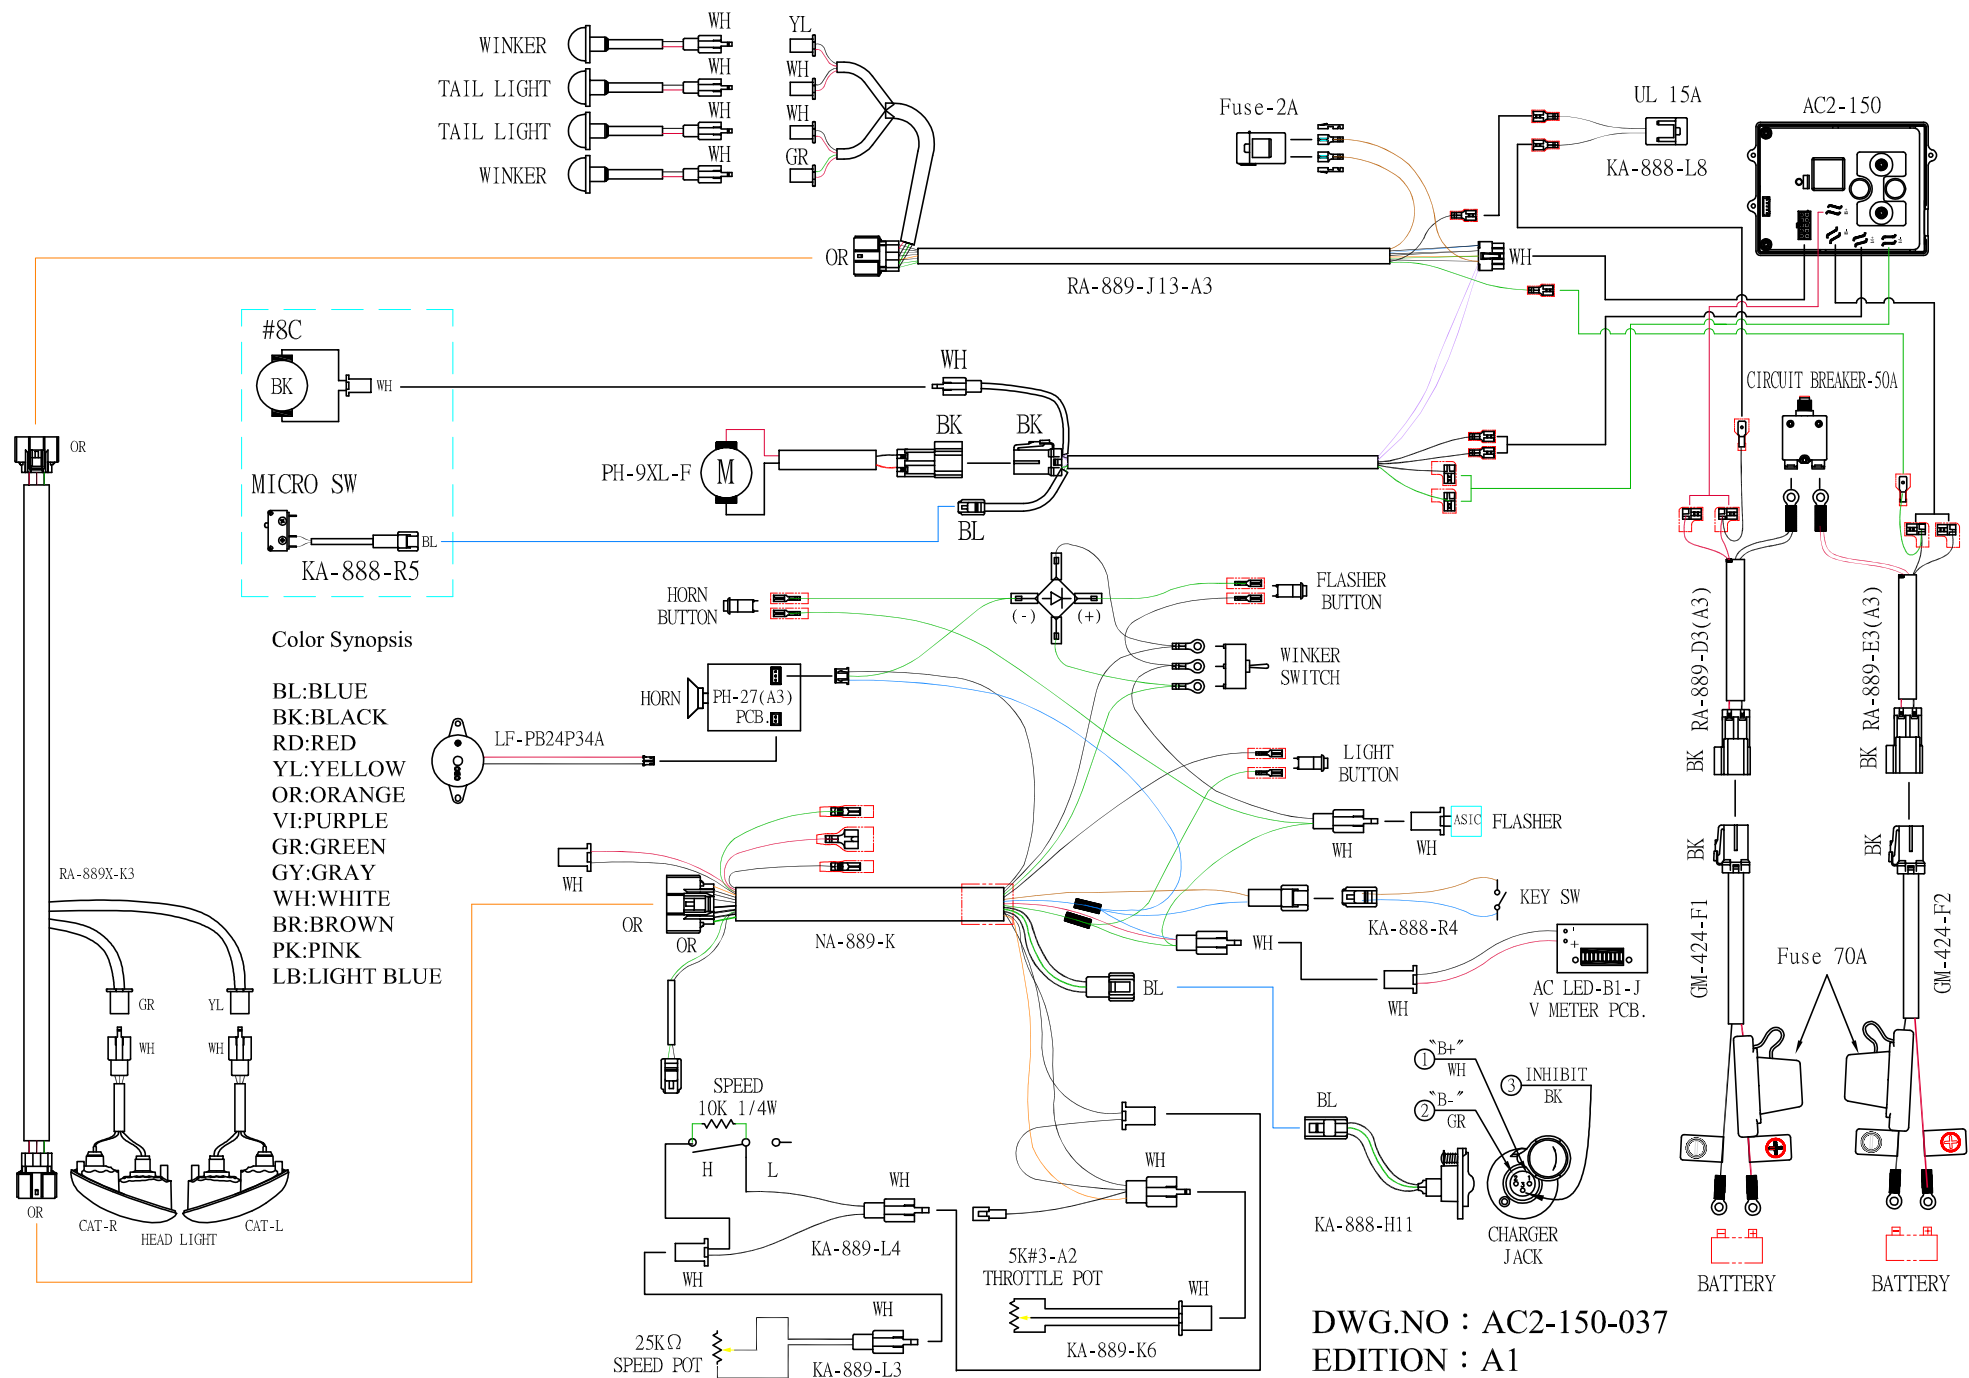 WINKER
WH
YL
TAIL LIGHT
WH
WH
TAIL LIGHT
WH
WH
WINKER
WH
GR
Fuse-2A
UL 15A
KA-888-L8
AC2-150
OR
RA-889-J13-A3
WH
#8C
BK
WH
WH
MICRO SW
BL
KA-888-R5
PH-9XL-F
M
BK
BK
BL
CIRCUIT BREAKER-50A
OR
HORN
BUTTON
(-)
(+)
FLASHER
BUTTON
WINKER
SWITCH
Color Synopsis
BL:BLUE
BK:BLACK
RD:RED
YL:YELLOW
OR:ORANGE
VI:PURPLE
GR:GREEN
GY:GRAY
WH:WHITE
BR:BROWN
PK:PINK
LB:LIGHT BLUE
HORN
PH-27(A3)
PCB.
LF-PB24P34A
LIGHT
BUTTON
WH
WH
ASIC
FLASHER
RA-889-D3(A3)
RA-889-E3(A3)
BK
BK
BK
BK
GM-424-F1
GM-424-F2
Fuse 70A
WH
OR
OR
NA-889-K
KA-888-R4
KEY SW
WH
WH
- +
AC LED-B1-J
V METER PCB.
BL
RA-889X-K3
GR
YL
WH
WH
OR
CAT-R
CAT-L
HEAD LIGHT
SPEED
10K 1/4W
H
L
WH
KA-889-L4
WH
WH
25KΩ
SPEED POT
KA-889-L3
WH
5K#3-A2
THROTTLE POT
WH
KA-889-K6
BL
KA-888-H11
1 "B+"
WH
2 "B-"
GR
3 INHIBIT
BK
CHARGER
JACK
BATTERY
BATTERY
DWG.NO：AC2-150-037
EDITION：A1